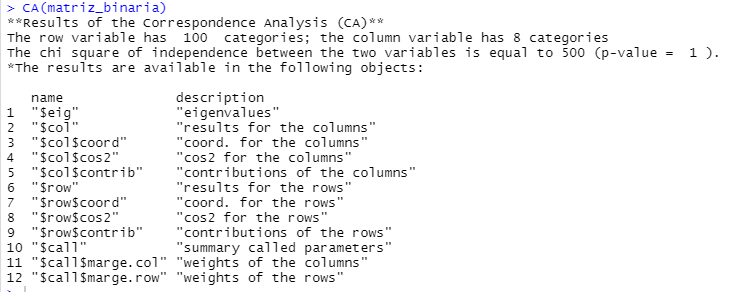 > CA(matriz_binaria)
**Results of the Correspondence Analysis (CA)**
The row variable has  100  categories; the column variable has 8 categories
The chi square of independence between the two variables is equal to 500 (p-value =  1 ).
*The results are available in the following objects:
name description
1 "$eig" "eigenvalues"
2 "$col" "results for the columns"
3 "$col$coord" "coord. for the columns"
4 "$col$cos2" "cos2 for the columns"
5 "$col$contrib" "contributions of the columns"
6 "$row" "results for the rows"
7 "$row$coord" "coord. for the rows"
8 "$row$cos2" "cos2 for the rows"
9 "$row$contrib" "contributions of the rows"
10 "$call" "summary called parameters"
11 "$call$marge.col" "weights of the columns"
12 "$call$marge.row" "weights of the rows"
>